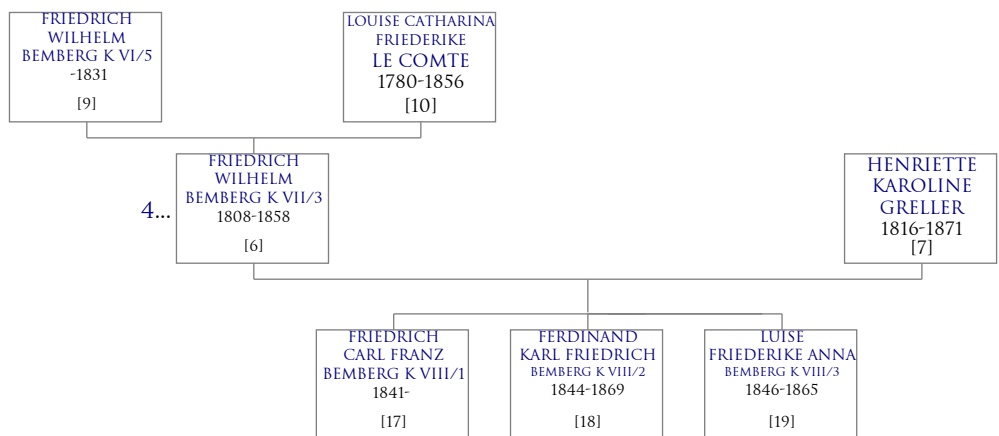 FRIEDRICH
WILHELM
BEMBERG K VI/5
-1831
[9]
LOUISE CATHARINA
FRIEDERIKE
LE COMTE
1780-1856
[10]
4...
FRIEDRICH
WILHELM
BEMBERG K VII/3
1808-1858
[6]
HENRIETTE
KAROLINE
GRELLER
1816-1871
[7]
FRIEDRICH
CARL FRANZ
BEMBERG K VIII/1
1841-
[17]
FERDINAND
KARL FRIEDRICH
BEMBERG K VIII/2
1844-1869
[18]
LUISE
FRIEDERIKE ANNA
BEMBERG K VIII/3
1846-1865
[19]